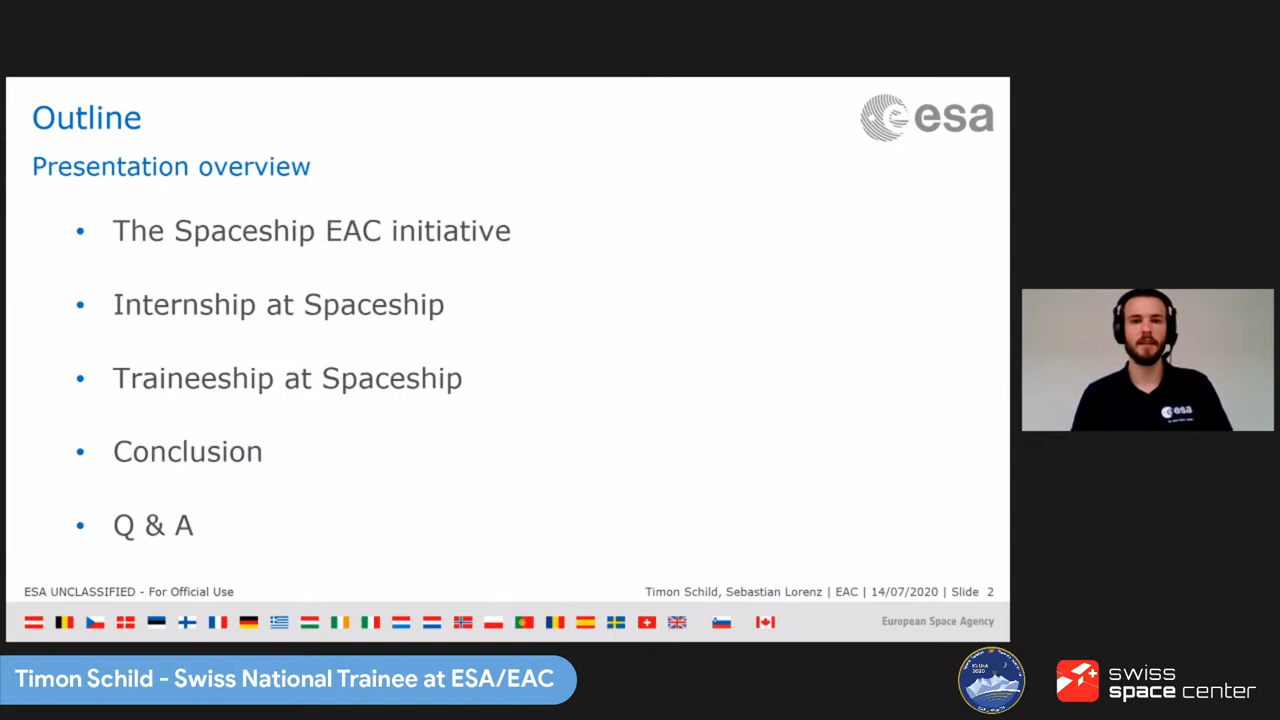 Outline
esa
Presentation overview
• The Spaceship EAC initiative
• Internship at Spaceship
• Traineeship at Spaceship
• Conclusion
• Q & A
ESA UNCLASSIFIED - For Official Use
Timon Schild, Sebastian Lorenz | EAC | 14/07/2020 | Slide 2
European Space Agency
esa
Timon Schild - Swiss National Trainee at ESA/EAC
swiss
space center